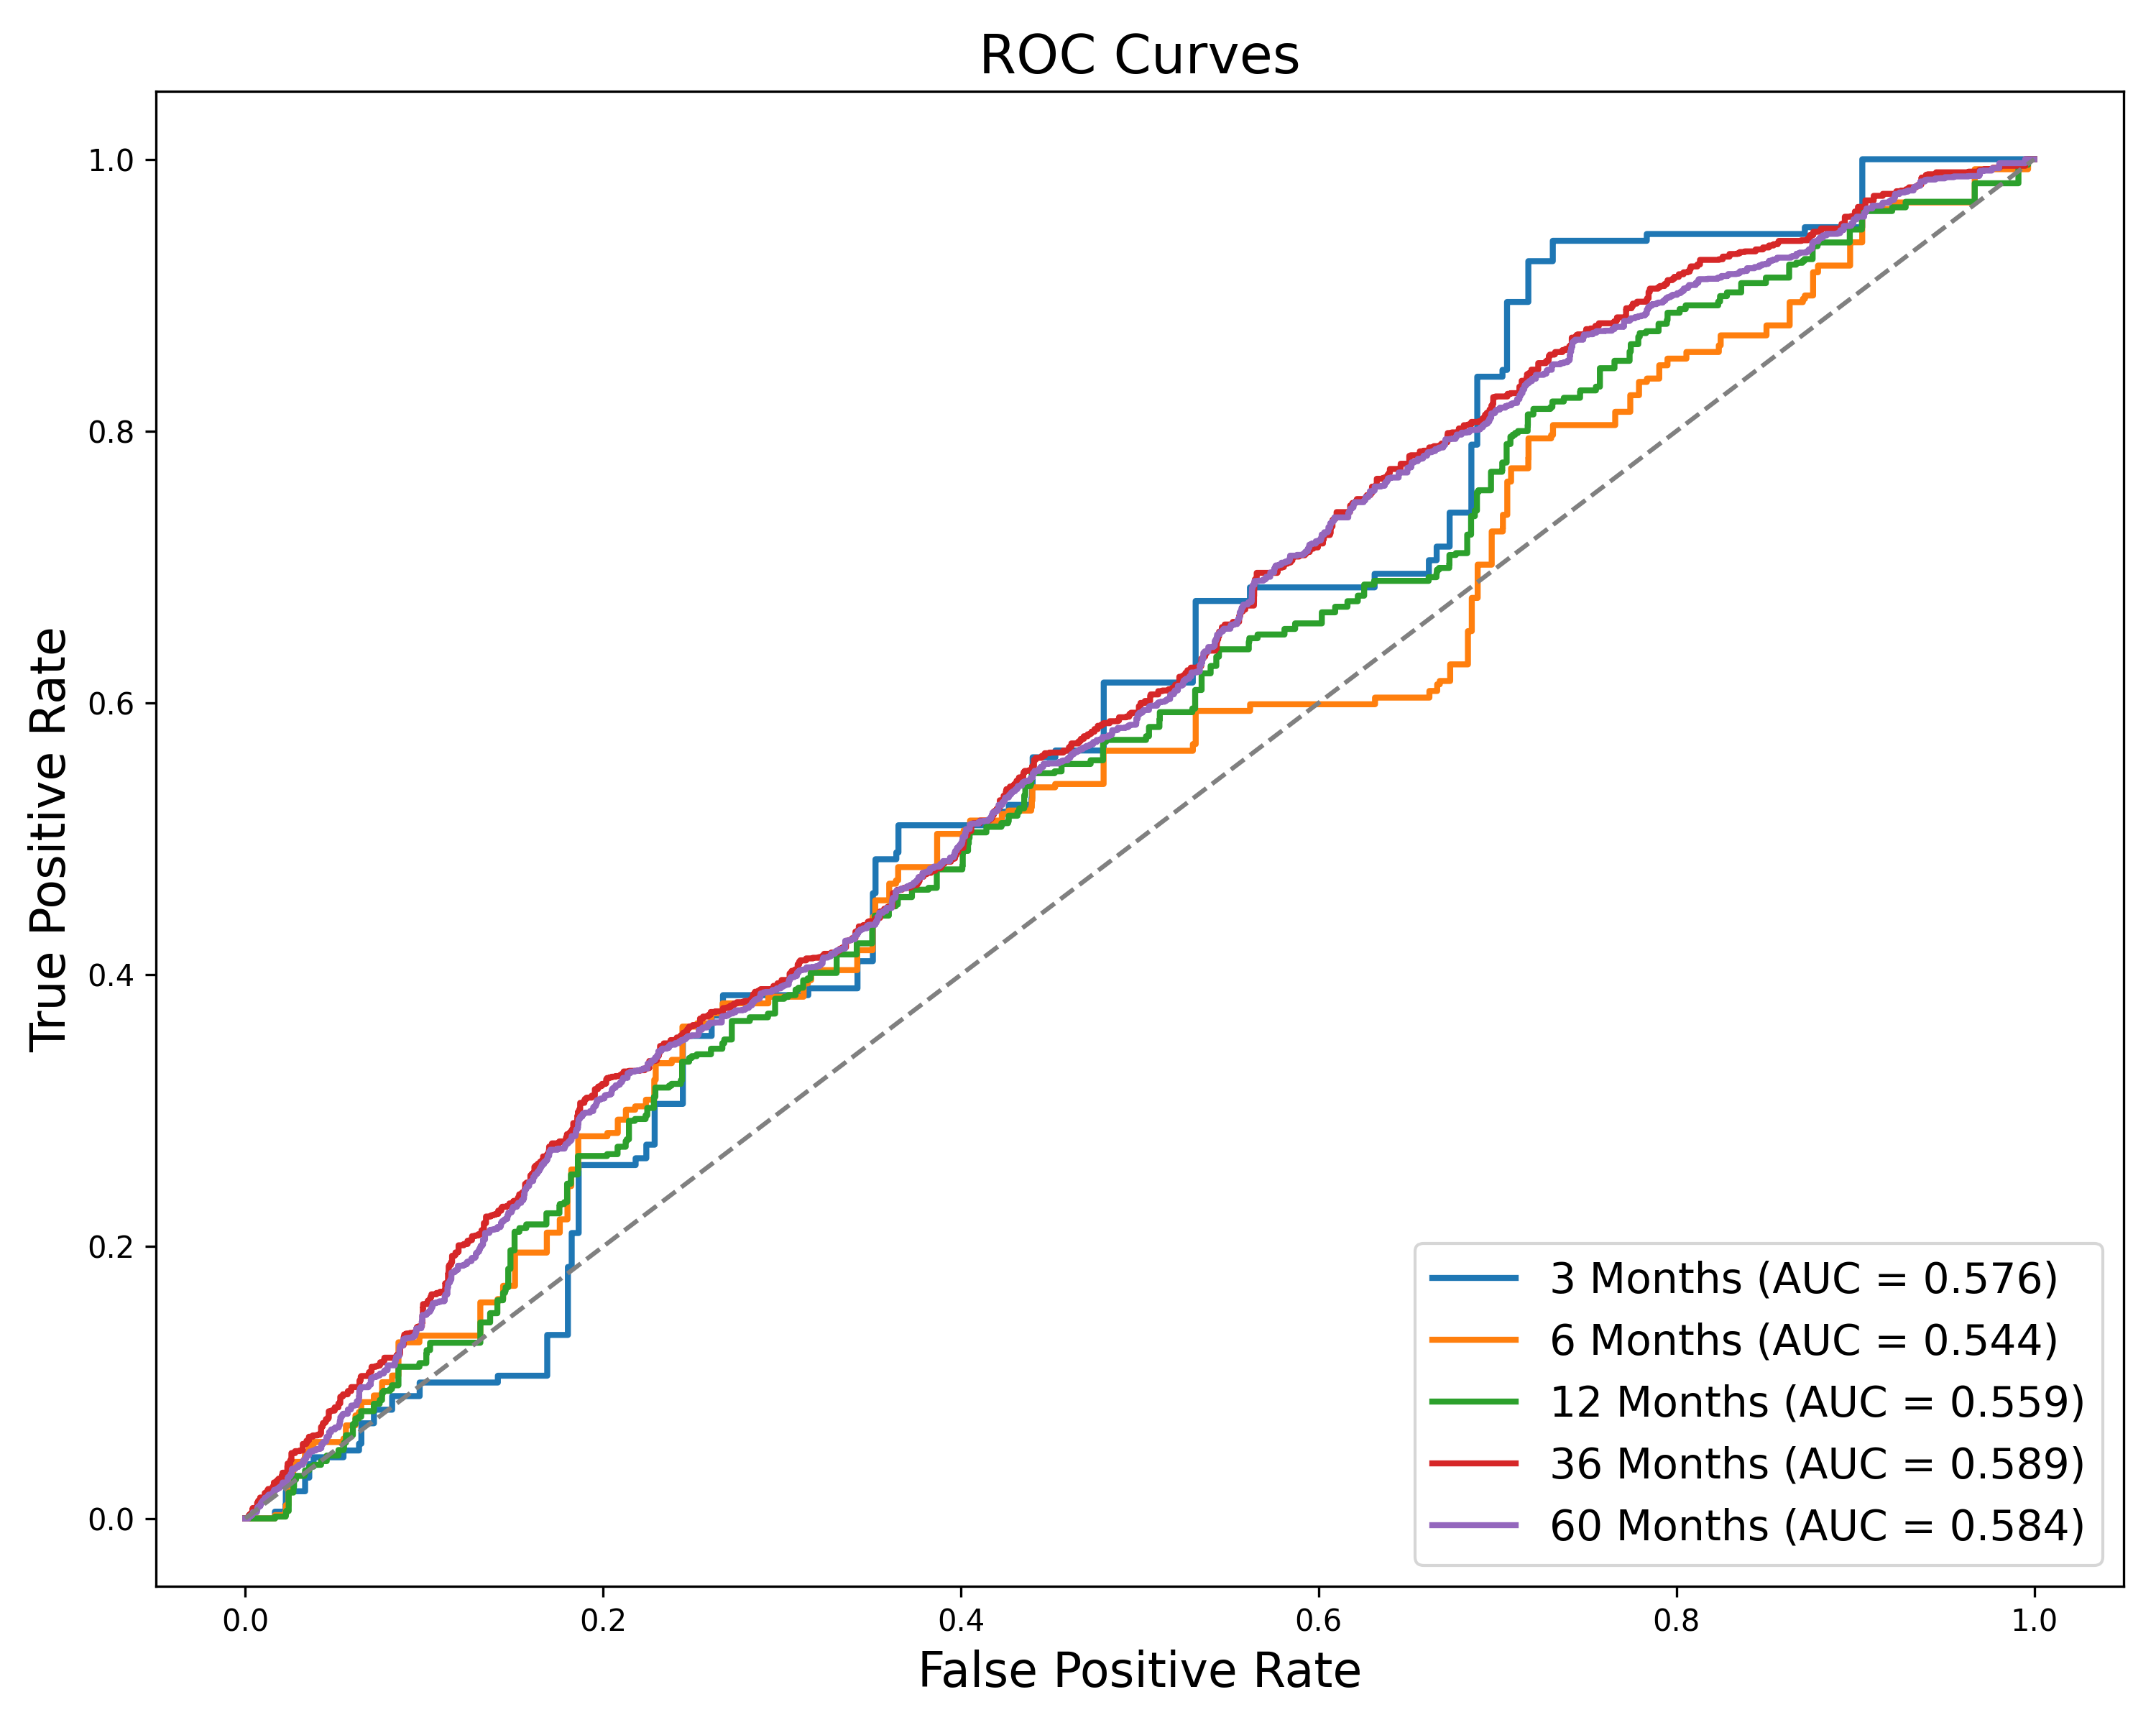 ROC Curves
True Positive Rate
1.0
0.8
0.6
0.4
0.2
0.0
0.0 0.2 0.4 0.6 0.8 1.0
False Positive Rate
3 Months (AUC = 0.576)
6 Months (AUC = 0.544)
12 Months (AUC = 0.559)
36 Months (AUC = 0.589)
60 Months (AUC = 0.584)